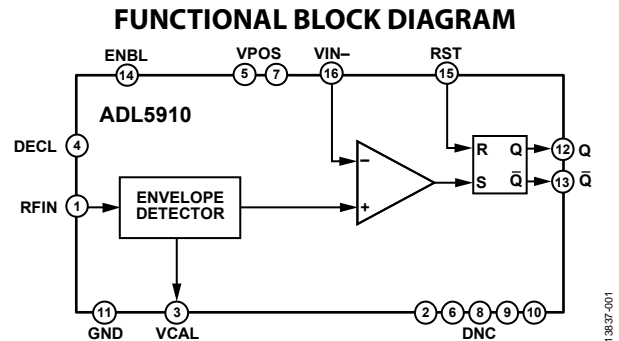 FUNCTIONAL BLOCK DIAGRAM
ENBL VPOS VIN– RST
14 5 7 16 15
ADL5910
DECL 4
R Q 12 Q
S Q̅ 13 Q̅
–
+
RFIN 1
ENVELOPE
DETECTOR
11 3 2 6 8 9 10
GND VCAL DNC
13837-001